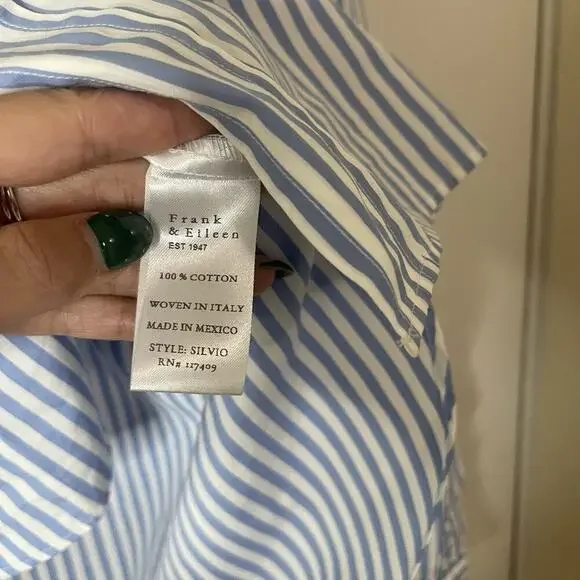 Frank
& Eileen
EST 1947
100 % COTTON
WOVEN IN ITALY
MADE IN MEXICO
STYLE: SILVIO
RN# 117409